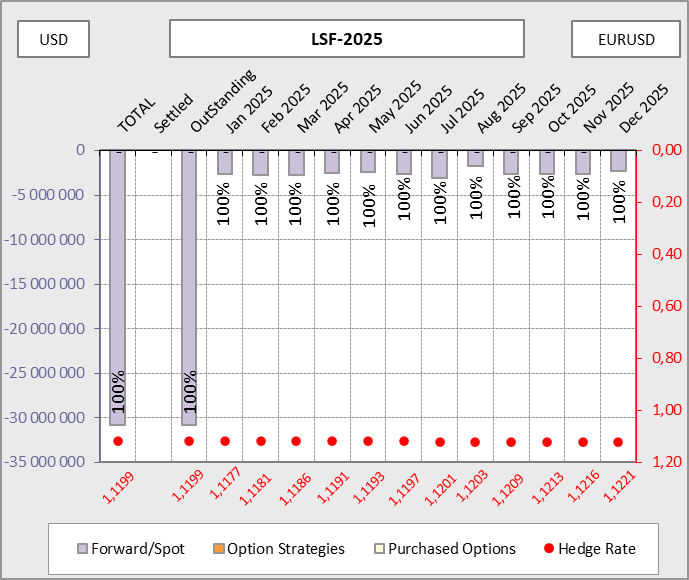 USD
LSF-2025
EURUSD
TOTAL
Settled
OutStanding
Jan 2025
Feb 2025
Mar 2025
Apr 2025
May 2025
Jun 2025
Jul 2025
Aug 2025
Sep 2025
Oct 2025
Nov 2025
Dec 2025
0
-5 000 000
-10 000 000
-15 000 000
-20 000 000
-25 000 000
-30 000 000
-35 000 000
100%
100%
100%
100%
100%
100%
100%
100%
100%
100%
100%
100%
100%
100%
0,00
0,20
0,40
0,60
0,80
1,00
1,20
1,1199
1,1199
1,1177
1,1181
1,1186
1,1191
1,1193
1,1197
1,1201
1,1203
1,1209
1,1213
1,1216
1,1221
Forward/Spot
Option Strategies
Purchased Options
Hedge Rate